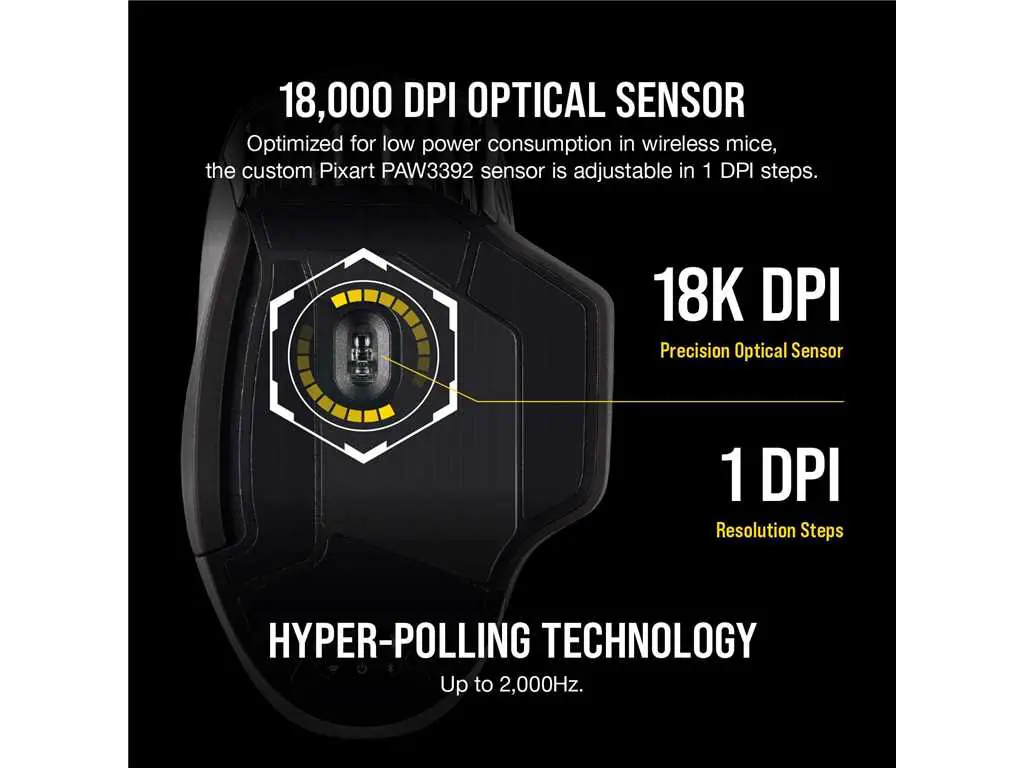 18,000 DPI OPTICAL SENSOR
Optimized for low power consumption in wireless mice,
the custom Pixart PAW3392 sensor is adjustable in 1 DPI steps.
18K DPI
Precision Optical Sensor
1 DPI
Resolution Steps
HYPER-POLLING TECHNOLOGY
Up to 2,000Hz.